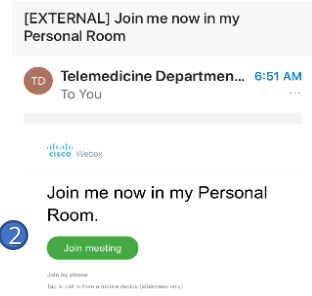 [EXTERNAL] Join me now in my
Personal Room
TD
Telemedicine Departmen... 6:51 AM
To You
...
cisco Webex
Join me now in my Personal
Room.
2
Join meeting
Join by phone
Tap to call in from a mobile device (attendees only)